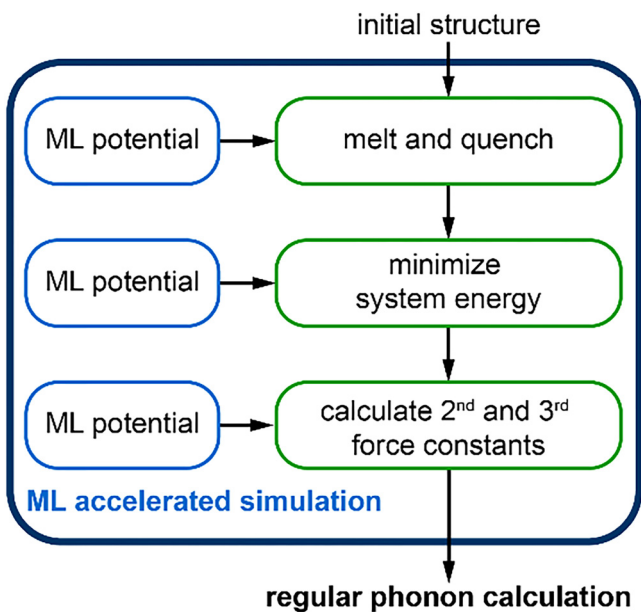 initial structure
ML potential
melt and quench
ML potential
minimize
system energy
ML potential
calculate 2nd and 3rd
force constants
ML accelerated simulation
regular phonon calculation